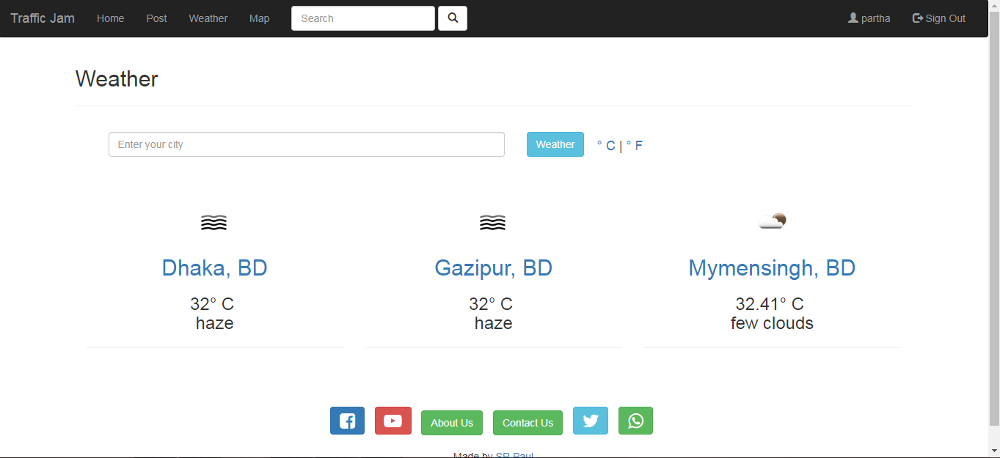 Traffic Jam Home Post Weather Map Search partha Sign Out
Weather
Enter your city Weather ° C | ° F
Dhaka, BD Gazipur, BD Mymensingh, BD
32° C 32° C 32.41° C
haze haze few clouds
About Us Contact Us
Made by SR Paul